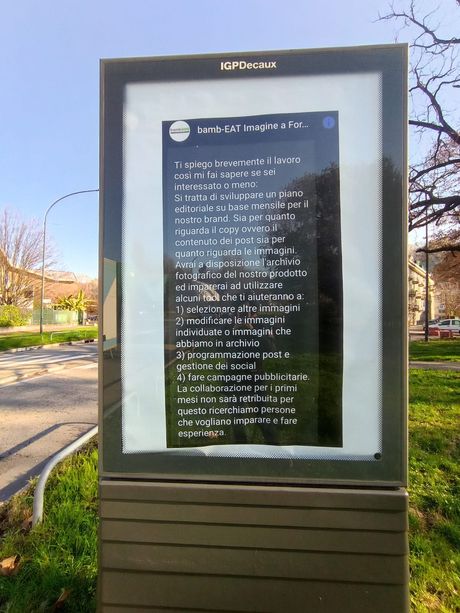 IGPDecaux
bamb-EAT Imagine a For...
Ti spiego brevemente il lavoro
così mi fai sapere se sei
interessato o meno:
Si tratta di sviluppare un piano
editoriale su base mensile per il
nostro brand. Sia per quanto
riguarda il copy ovvero il
contenuto dei post sia per
quanto riguarda le immagini.
Avrai a disposizione l'archivio
fotografico del nostro prodotto
ed imparerai ad utilizzare
alcuni tool che ti aiuteranno a:
1) selezionare altre immagini
2) modificare le immagini
individuate o immagini che
abbiamo in archivio
3) programmazione post e
gestione dei social
4) fare campagne pubblicitarie.
La collaborazione per i primi
mesi non sarà retribuita per
questo ricerchiamo persone
che vogliano imparare e fare
esperienza.